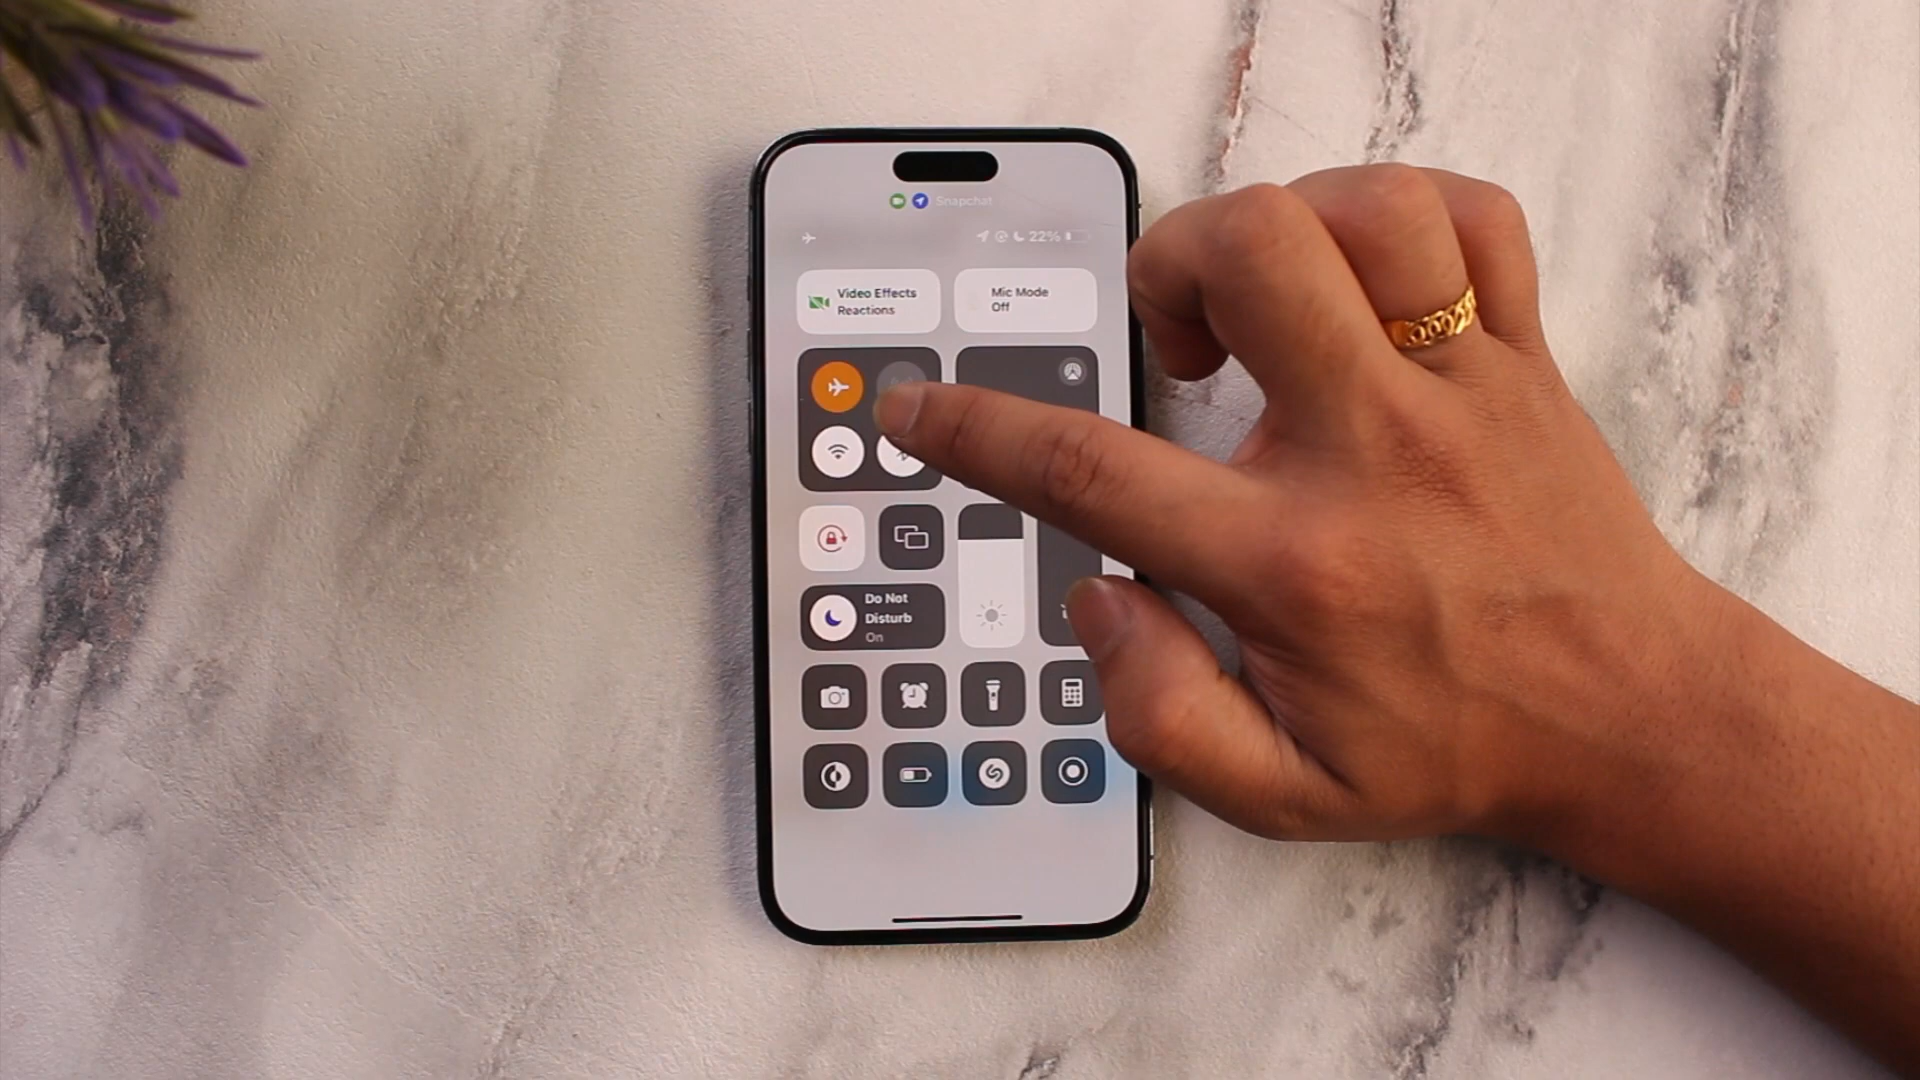 Snapchat
22%
Video Effects
Reactions
Mic Mode
Off
Do Not
Disturb
On